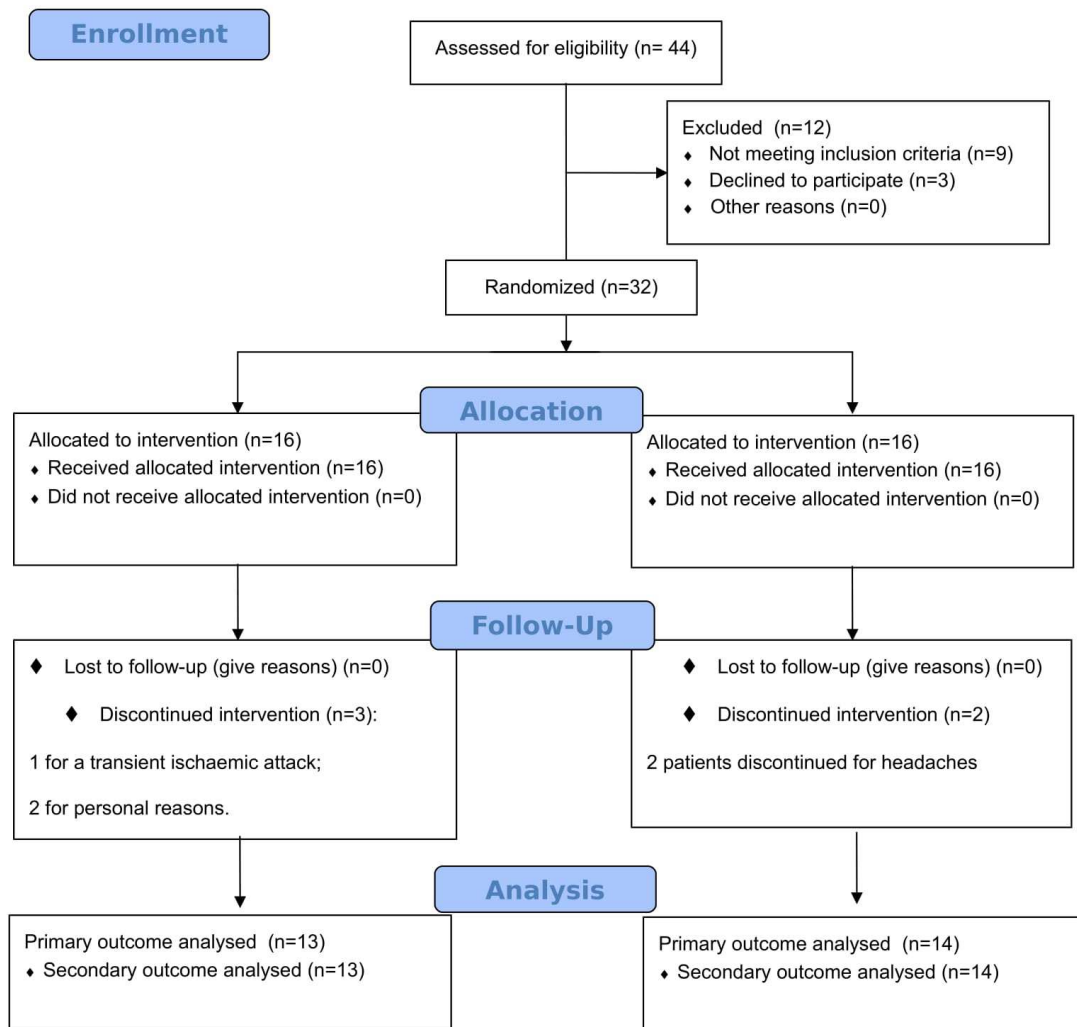 Enrollment
Assessed for eligibility (n= 44)
Excluded (n=12)
♦ Not meeting inclusion criteria (n=9)
♦ Declined to participate (n=3)
♦ Other reasons (n=0)
Randomized (n=32)
Allocation
Allocated to intervention (n=16)
♦ Received allocated intervention (n=16)
♦ Did not receive allocated intervention (n=0)
Allocated to intervention (n=16)
♦ Received allocated intervention (n=16)
♦ Did not receive allocated intervention (n=0)
Follow-Up
♦ Lost to follow-up (give reasons) (n=0)
♦ Discontinued intervention (n=3):
1 for a transient ischaemic attack;
2 for personal reasons.
♦ Lost to follow-up (give reasons) (n=0)
♦ Discontinued intervention (n=2)
2 patients discontinued for headaches
Analysis
Primary outcome analysed (n=13)
♦ Secondary outcome analysed (n=13)
Primary outcome analysed (n=14)
♦ Secondary outcome analysed (n=14)